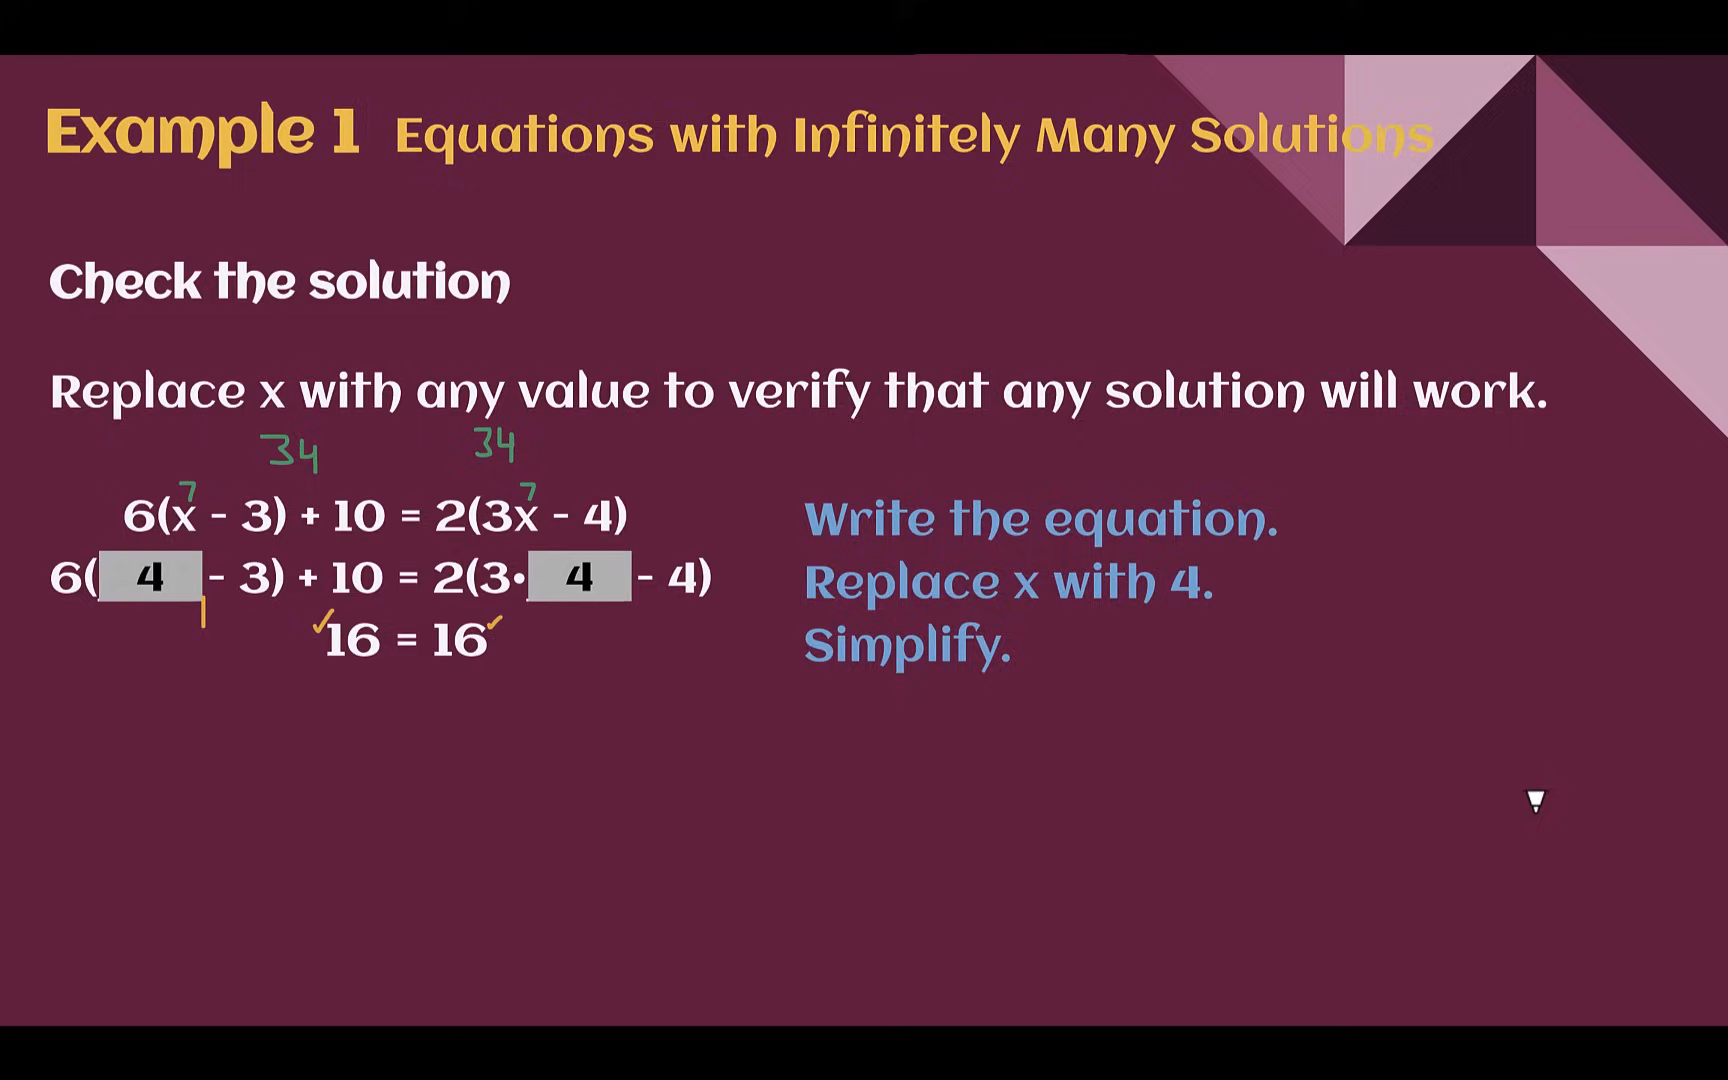 Example 1 Equations with Infinitely Many Solutions
Check the solution
Replace x with any value to verify that any solution will work.
34 34
7 7
6(x - 3) + 10 = 2(3x - 4) Write the equation.
6( 4 - 3) + 10 = 2(3• 4 - 4) Replace x with 4.
1
✓16 = 16✓ Simplify.